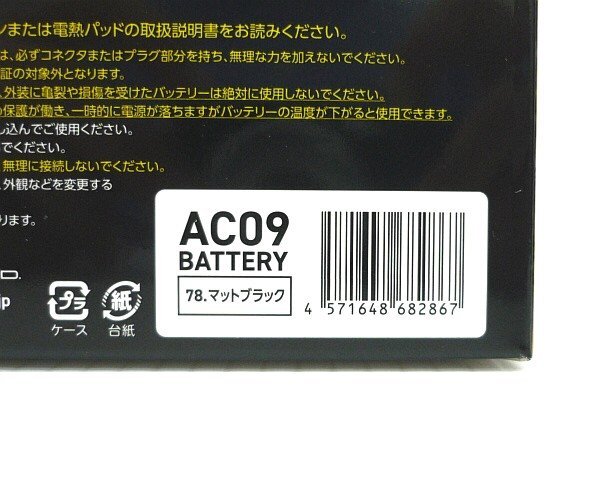 ンまたは電熱パッドの取扱説明書をお読みください。
は、必ずコネクタまたはプラグ部分を持ち、無理な力を加えないでください。
証の対象外となります。
、外装に亀裂や損傷を受けたバッテリーは絶対に使用しないでください。
保護が働き、一時的に電源が落ちますがバッテリーの温度が下がると使用できます。
し込んでご使用ください。
でください。
、無理に接続しないでください。
、外観などを変更する
ります。
AC09
BATTERY
78.マットブラック
4 571648 682867
D.
jp
プラ
ケース
紙
台紙